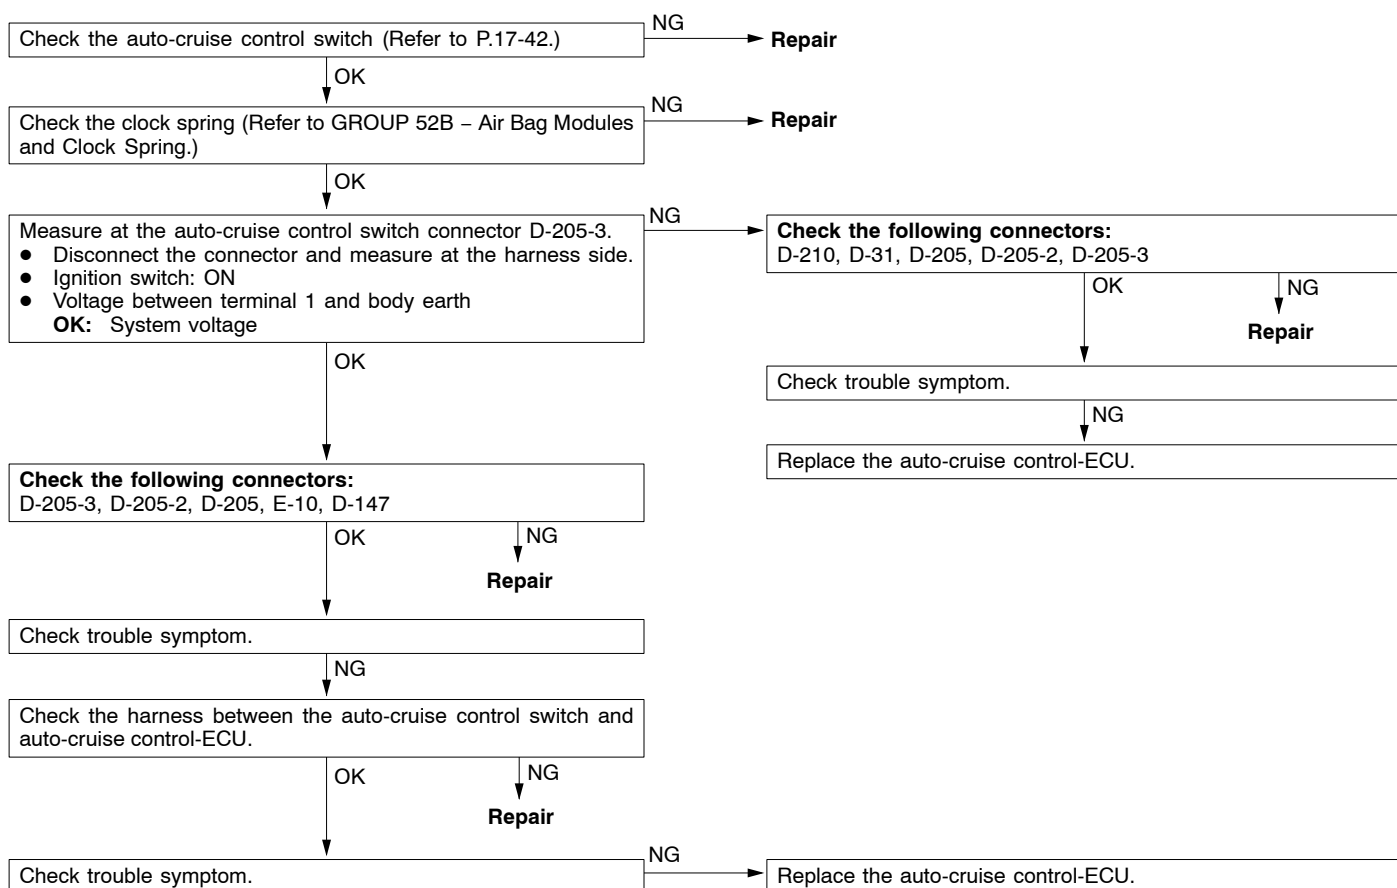 Check the auto-cruise control switch (Refer to P.17-42.)
NG
Repair
OK
Check the clock spring (Refer to GROUP 52B – Air Bag Modules
and Clock Spring.)
NG
Repair
OK
Measure at the auto-cruise control switch connector D-205-3.
● Disconnect the connector and measure at the harness side.
● Ignition switch: ON
● Voltage between terminal 1 and body earth
OK: System voltage
NG
Check the following connectors:
D-210, D-31, D-205, D-205-2, D-205-3
OK
NG
Repair
Check trouble symptom.
NG
Replace the auto-cruise control-ECU.
OK
Check the following connectors:
D-205-3, D-205-2, D-205, E-10, D-147
OK
NG
Repair
Check trouble symptom.
NG
Check the harness between the auto-cruise control switch and
auto-cruise control-ECU.
OK
NG
Repair
Check trouble symptom.
NG
Replace the auto-cruise control-ECU.